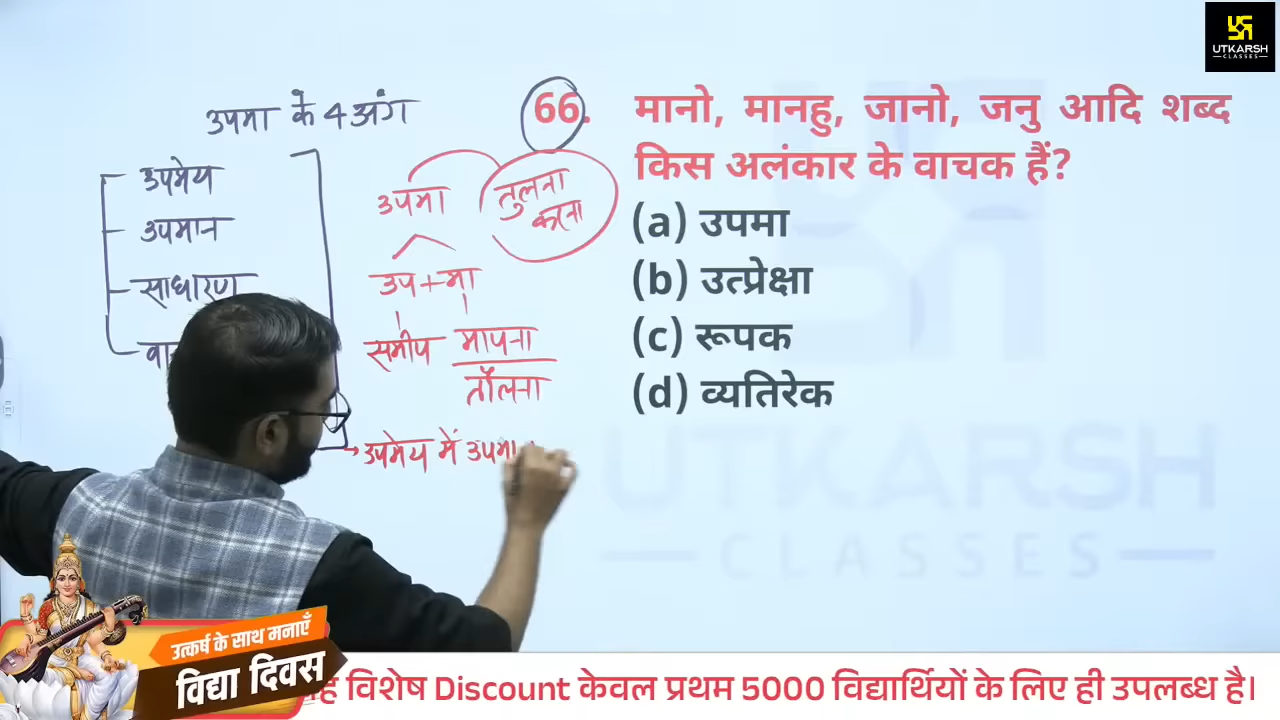 UTKARSH
CLASSES
उपमा के 4 अंग
उपमेय
उपमान
साधारण
उपमा
तुलना
करना
उप+मा
समीप
मापना
तौलना
उपमेय में
66. मानो, मानहु, जानो, जनु आदि शब्द
किस अलंकार के वाचक हैं?
(a) उपमा
(b) उत्प्रेक्षा
(c) रूपक
(d) व्यतिरेक
UTKARSH
CLASSES
उत्कर्ष के साथ मनाएँ
विद्या दिवस
विशेष Discount केवल प्रथम 5000 विद्यार्थियों के लिए ही उपलब्ध है।